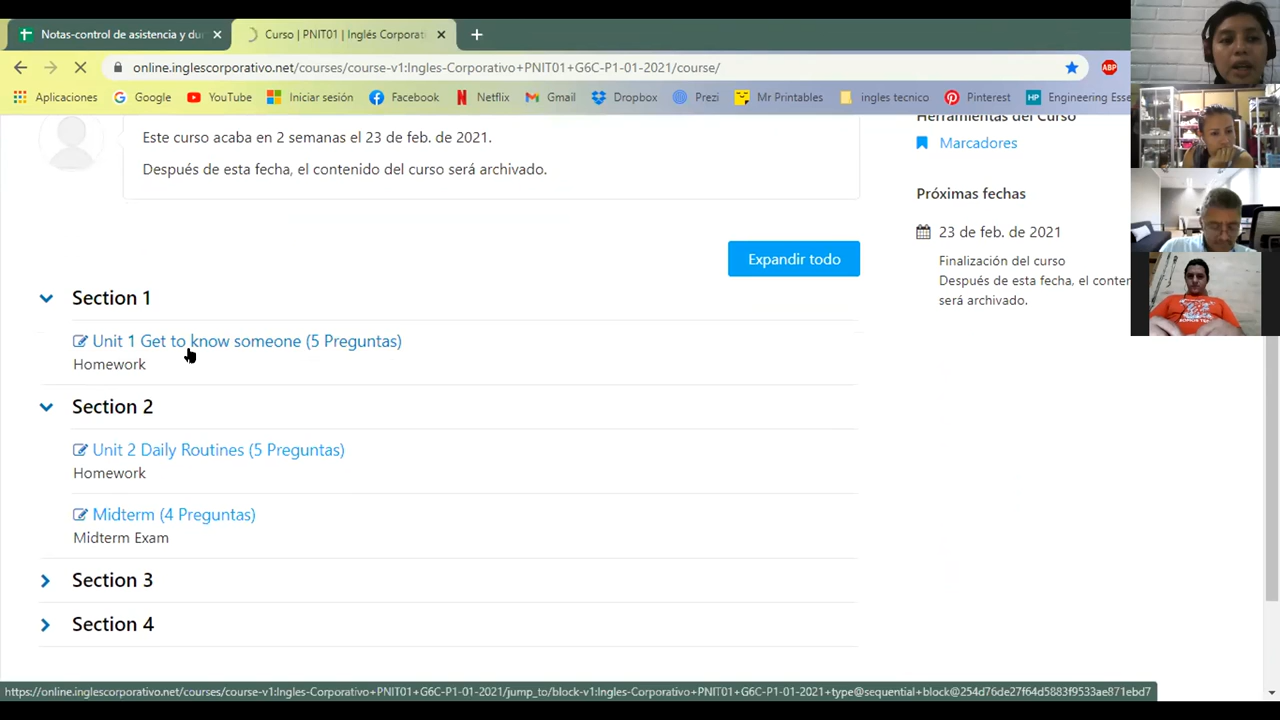 Notas-control de asistencia y du
Curso | PNIT01 | Inglés Corporati
online.inglescorporativo.net/courses/course-v1:Ingles-Corporativo+PNIT01+G6C-P1-01-2021/course/
ABP
Aplicaciones
Google
YouTube
Iniciar sesión
Facebook
Netflix
Gmail
Dropbox
Prezi
Mr Printables
ingles tecnico
Pinterest
Engineering Esse
Este curso acaba en 2 semanas el 23 de feb. de 2021.
Después de esta fecha, el contenido del curso será archivado.
Herramientas del Curso
Marcadores
Próximas fechas
23 de feb. de 2021
Finalización del curso
Después de esta fecha, el conten
será archivado.
Expandir todo
Section 1
Unit 1 Get to know someone (5 Preguntas)
Homework
Section 2
Unit 2 Daily Routines (5 Preguntas)
Homework
Midterm (4 Preguntas)
Midterm Exam
Section 3
Section 4
https://online.inglescorporativo.net/courses/course-v1:Ingles-Corporativo+PNIT01+G6C-P1-01-2021/jump_to/block-v1:Ingles-Corporativo+PNIT01+G6C-P1-01-2021+type@sequential+block@254d76de27f64d5883f9533ae871ebd7